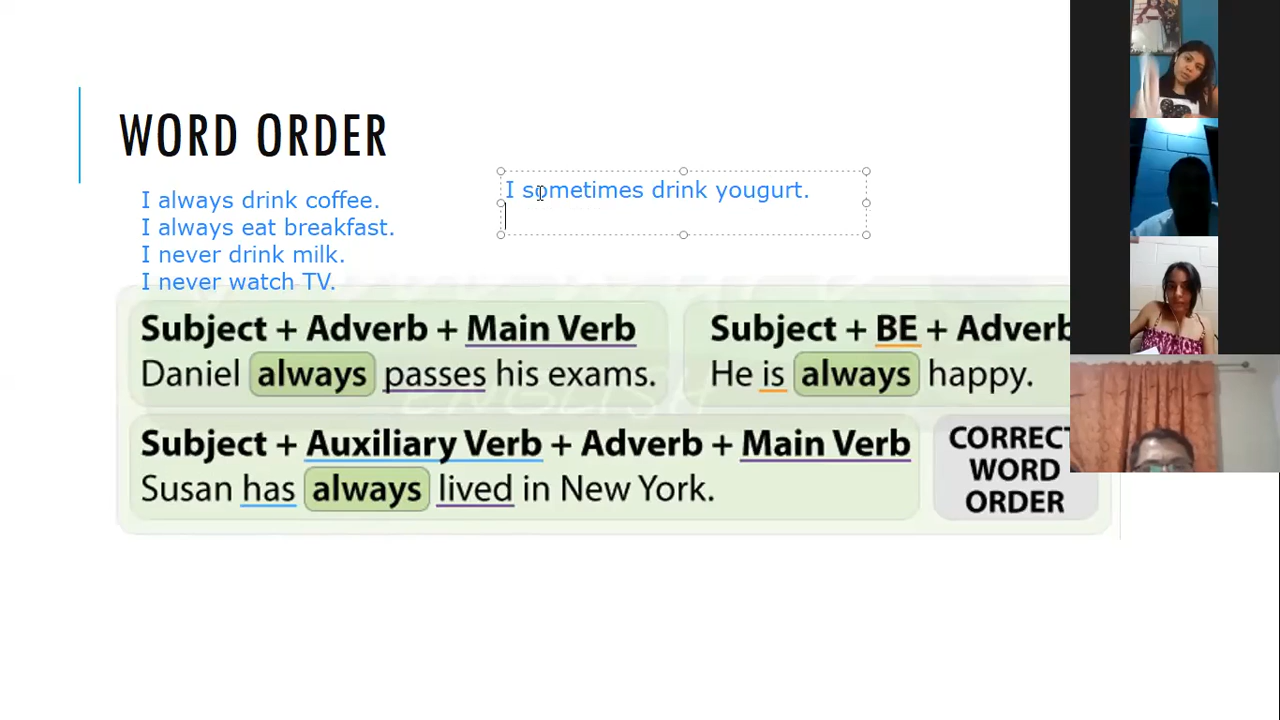 WORD ORDER
I always drink coffee.
I always eat breakfast.
I never drink milk.
I never watch TV.
I sometimes drink yougurt.
Subject + Adverb + Main Verb
Daniel always passes his exams.
Subject + BE + Adverb
He is always happy.
Subject + Auxiliary Verb + Adverb + Main Verb
Susan has always lived in New York.
CORRECT
WORD
ORDER